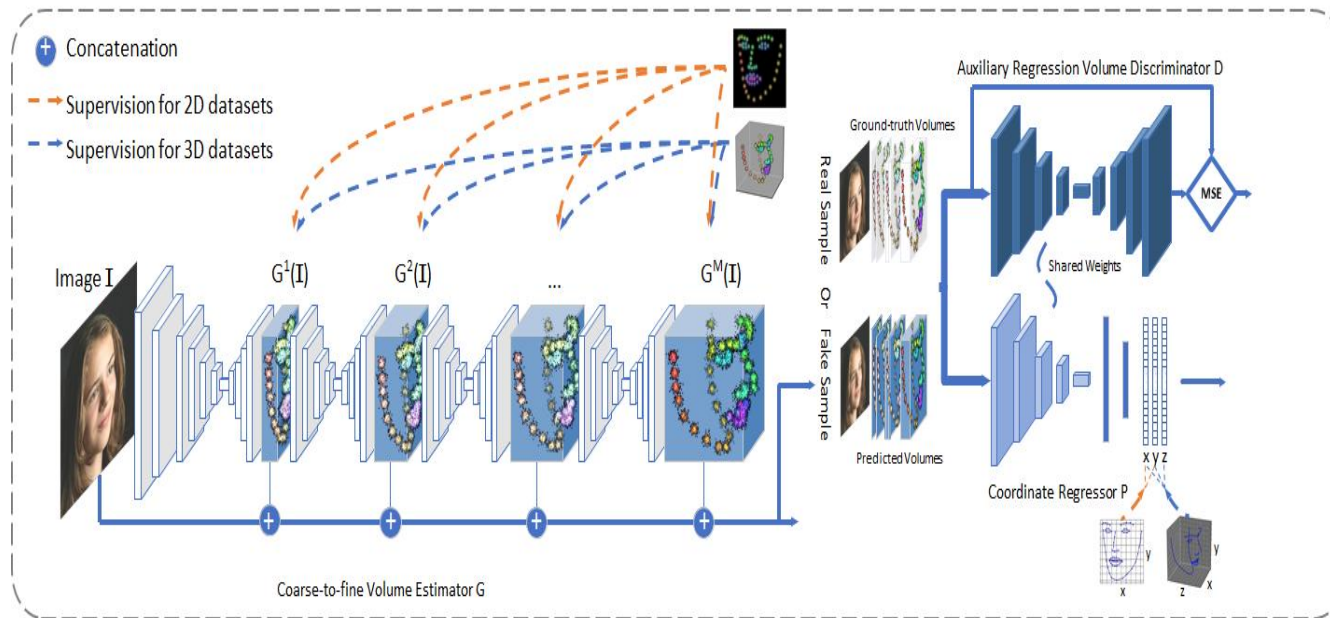 + Concatenation
Supervision for 2D datasets
Supervision for 3D datasets
Image I
G¹(I)
G²(I)
...
Gᴹ(I)
+ + + +
Coarse-to-fine Volume Estimator G
Real Sample Or Fake Sample
Ground-truth Volumes
Predicted Volumes
Auxiliary Regression Volume Discriminator D
MSE
Shared Weights
x y z
Coordinate Regressor P
y
x
y
x
z